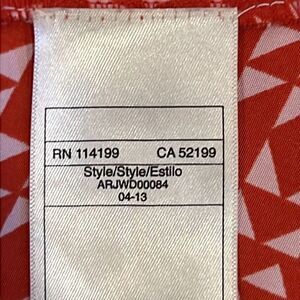 RN 114199 CA 52199
Style/Style/Estilo
ARJWD00084
04-13